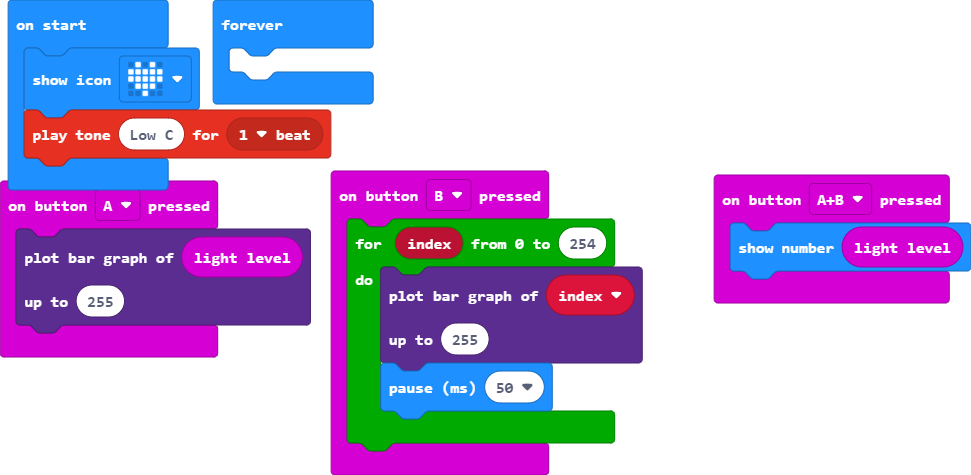 on start
show icon
play tone Low C for 1 beat
forever
on button A pressed
plot bar graph of light level
up to 255
on button B pressed
for index from 0 to 254
do
plot bar graph of index
up to 255
pause (ms) 50
on button A+B pressed
show number light level